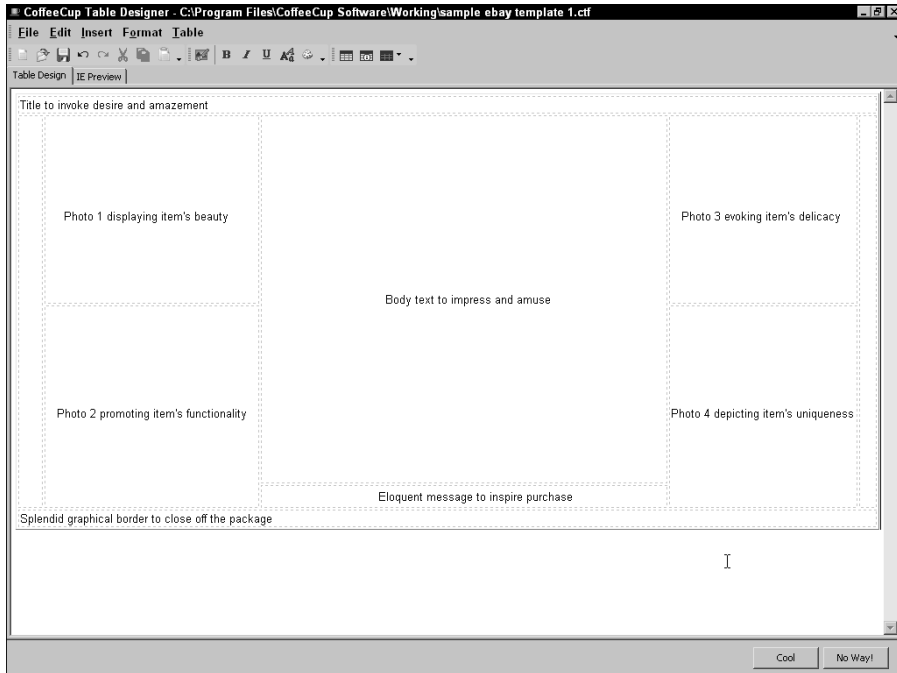 CoffeeCup Table Designer - C:\Program Files\CoffeeCup Software\Working\sample ebay template 1.ctf
File Edit Insert Format Table
B I U
Table Design IE Preview
Title to invoke desire and amazement
Photo 1 displaying item's beauty
Photo 3 evoking item's delicacy
Body text to impress and amuse
Photo 2 promoting item's functionality
Photo 4 depicting item's uniqueness
Eloquent message to inspire purchase
Splendid graphical border to close off the package
Cool No Way!